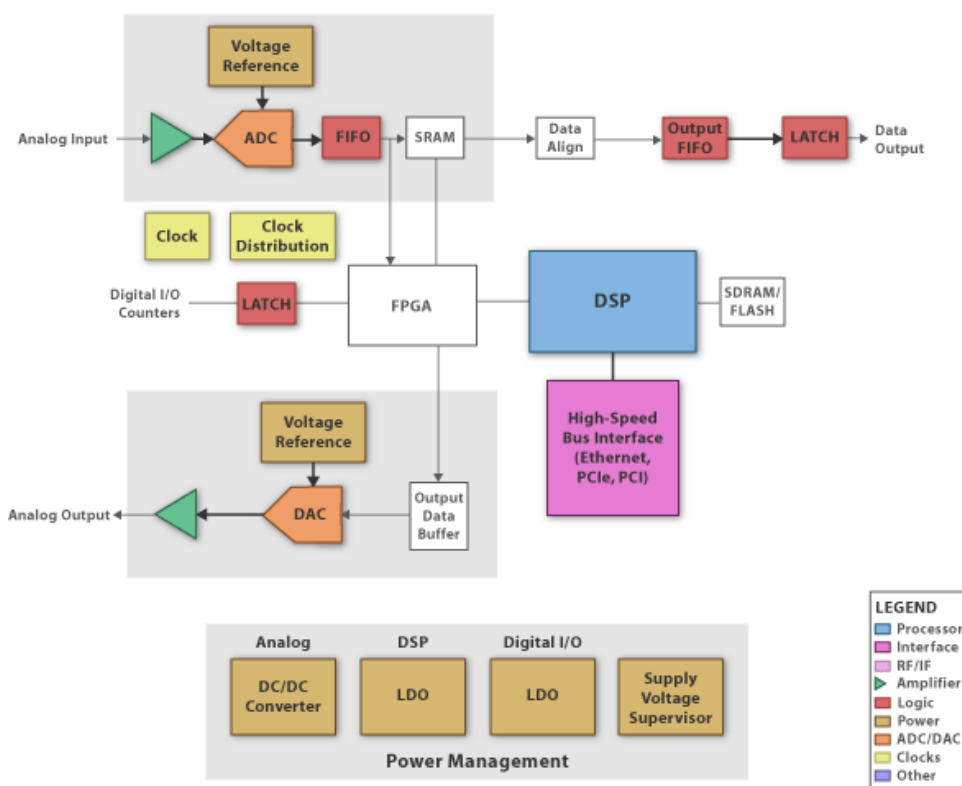 Voltage
Reference
Analog Input
ADC
FIFO
SRAM
Data
Align
Output
FIFO
LATCH
Data
Output
Clock
Clock
Distribution
Digital I/O
Counters
LATCH
FPGA
DSP
SDRAM/
FLASH
High-Speed
Bus Interface
(Ethernet,
PCIe, PCI)
Voltage
Reference
Analog Output
DAC
Output
Data
Buffer
Analog
DSP
Digital I/O
DC/DC
Converter
LDO
LDO
Supply
Voltage
Supervisor
Power Management
LEGEND
Processor
Interface
RF/IF
Amplifier
Logic
Power
ADC/DAC
Clocks
Other